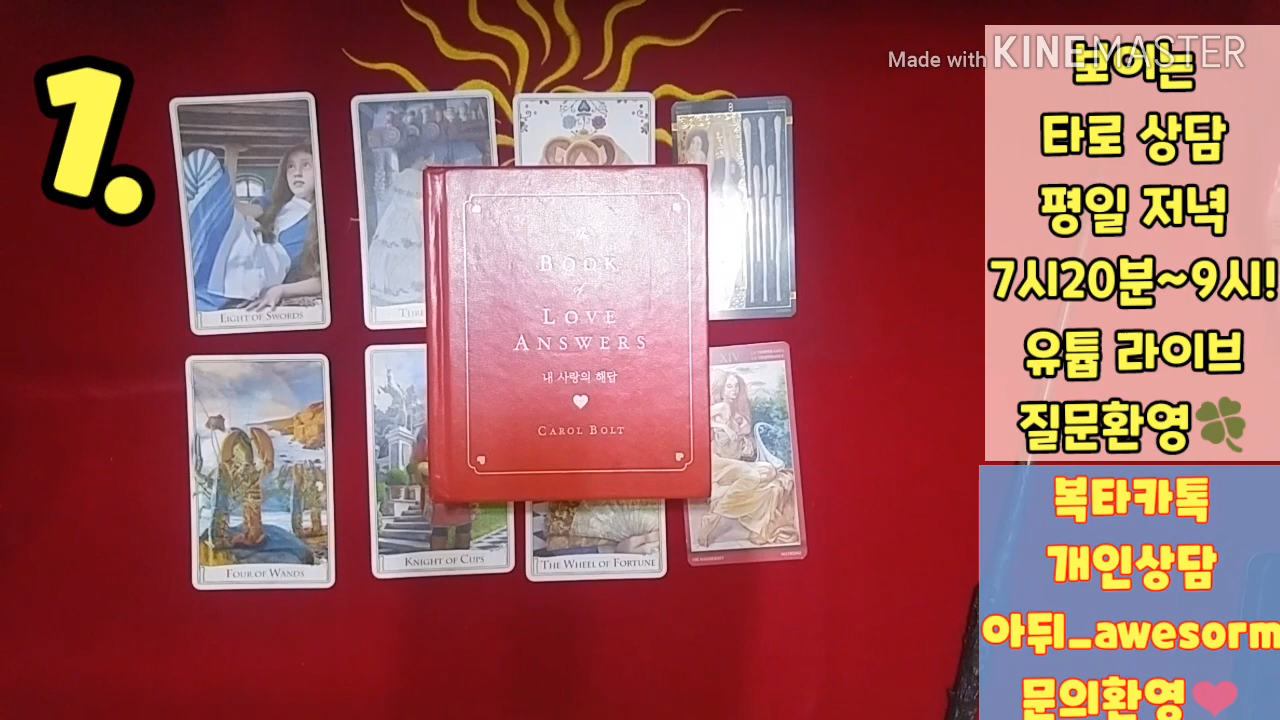 1.
Made with KINEMASTER
보이는
타로 상담
평일 저녁
7시20분~9시!
유튭 라이브
질문환영🍀
복타카톡
개인상담
아뒤_awesorm
문의환영❤
EIGHT OF SWORDS
THRE
8
BOOK
of
LOVE
ANSWERS
내 사랑의 해답
CAROL BOLT
XIV
FOUR OF WANDS
KNIGHT OF CUPS
THE WHEEL OF FORTUNE